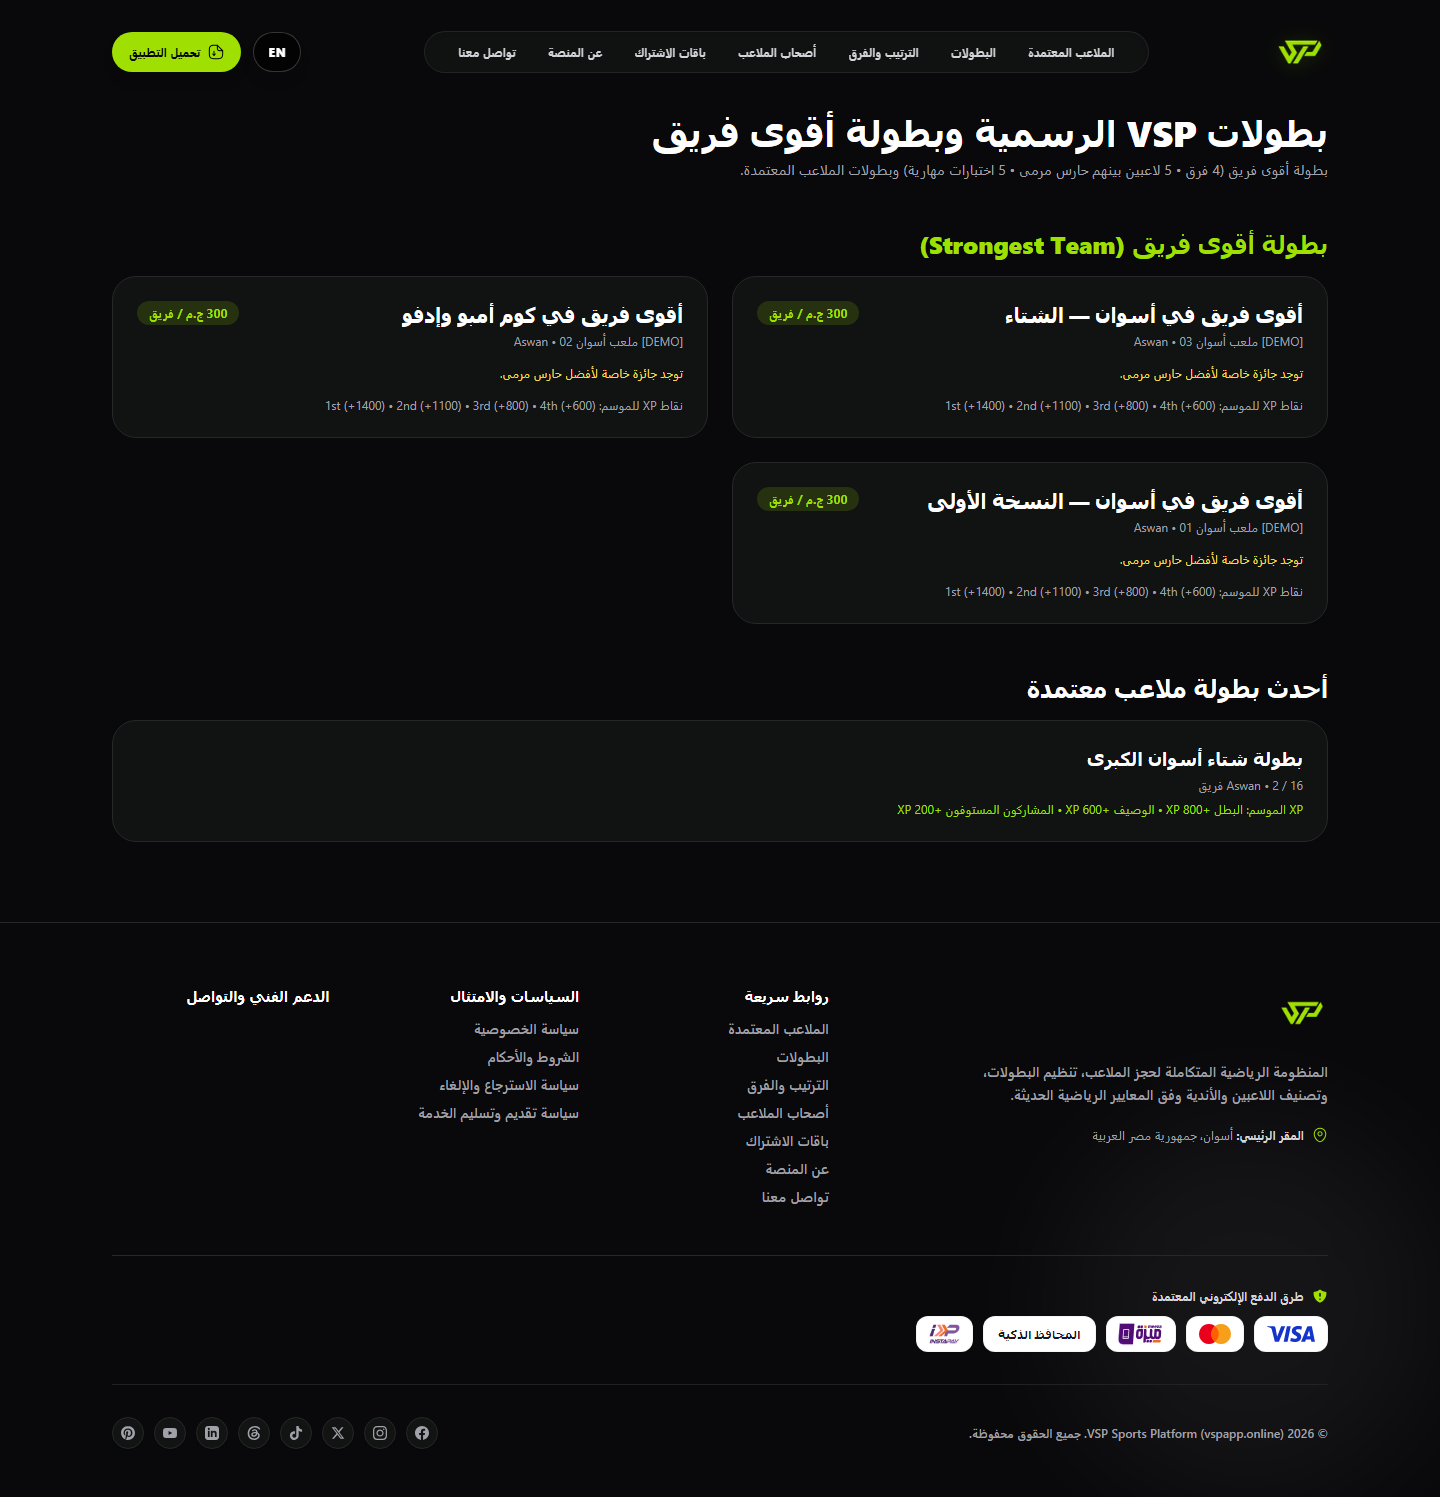 VSP
الملاعب المعتمدة
البطولات
الترتيب والفرق
أصحاب الملاعب
باقات الاشتراك
عن المنصة
تواصل معنا
EN
تحميل التطبيق
بطولات VSP الرسمية وبطولة أقوى فريق
بطولة أقوى فريق (4 فرق • 5 لاعبين بينهم حارس مرمى • 5 اختبارات مهارية) وبطولات الملاعب المعتمدة.
بطولة أقوى فريق (Strongest Team)
أقوى فريق في أسوان — الشتاء
300 ج.م / فريق
[DEMO] ملعب أسوان 03 • Aswan
توجد جائزة خاصة لأفضل حارس مرمى.
نقاط XP للموسم: 1st (+1400) • 2nd (+1100) • 3rd (+800) • 4th (+600)
أقوى فريق في كوم أمبو وإدفو
300 ج.م / فريق
[DEMO] ملعب أسوان 02 • Aswan
توجد جائزة خاصة لأفضل حارس مرمى.
نقاط XP للموسم: 1st (+1400) • 2nd (+1100) • 3rd (+800) • 4th (+600)
أقوى فريق في أسوان — النسخة الأولى
300 ج.م / فريق
[DEMO] ملعب أسوان 01 • Aswan
توجد جائزة خاصة لأفضل حارس مرمى.
نقاط XP للموسم: 1st (+1400) • 2nd (+1100) • 3rd (+800) • 4th (+600)
أحدث بطولة ملاعب معتمدة
بطولة شتاء أسوان الكبرى
Aswan • 2 / 16 فريق
XP الموسم: البطل +800 XP • الوصيف +600 XP • المشاركون المستوفون +200 XP
VSP
المنظومة الرياضية المتكاملة لحجز الملاعب، تنظيم البطولات،
وتصنيف اللاعبين والأندية وفق المعايير الرياضية الحديثة.
المقر الرئيسي: أسوان، جمهورية مصر العربية
روابط سريعة
الملاعب المعتمدة
البطولات
الترتيب والفرق
أصحاب الملاعب
باقات الاشتراك
عن المنصة
تواصل معنا
السياسات والامتثال
سياسة الخصوصية
الشروط والأحكام
سياسة الاسترجاع والإلغاء
سياسة تقديم وتسليم الخدمة
الدعم الفني والتواصل
طرق الدفع الإلكتروني المعتمدة
VISA
ميزة
المحافظ الذكية
INSTAPAY
© 2026 VSP Sports Platform (vspapp.online). جميع الحقوق محفوظة.